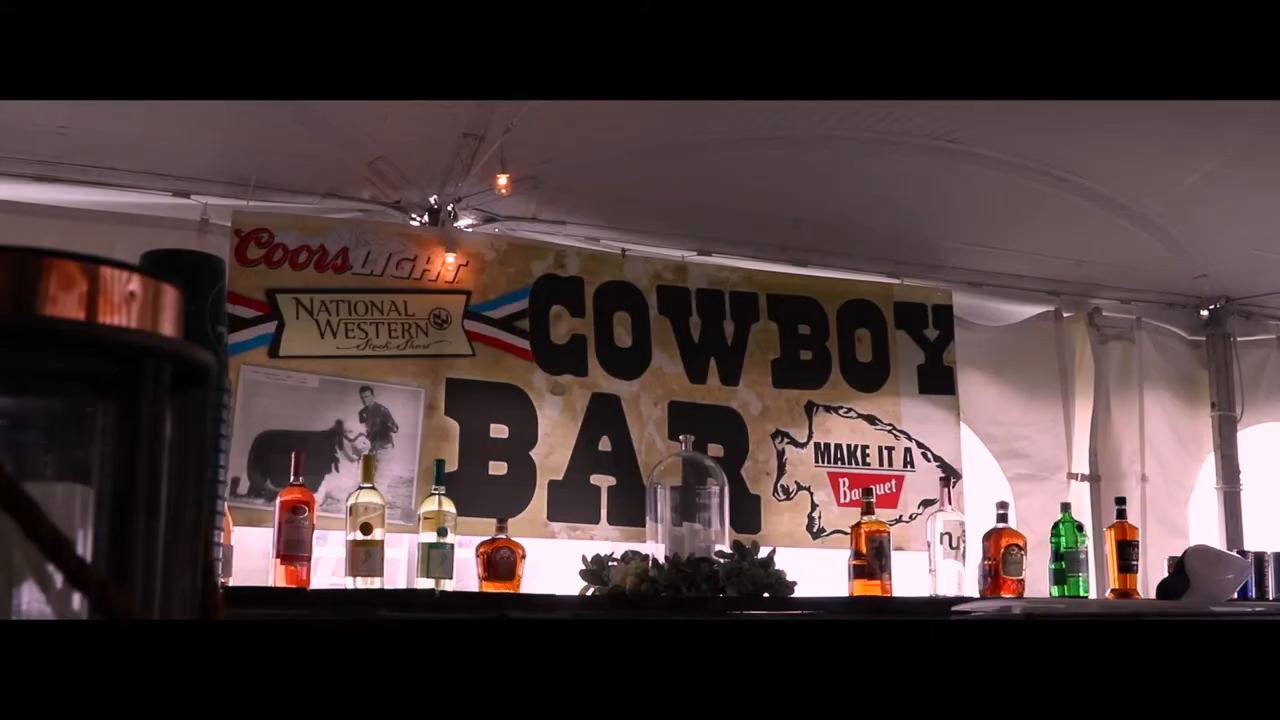 Coors LIGHT
NATIONAL
WESTERN
Stock Show
COWBOY
BAR
MAKE IT A
Banquet